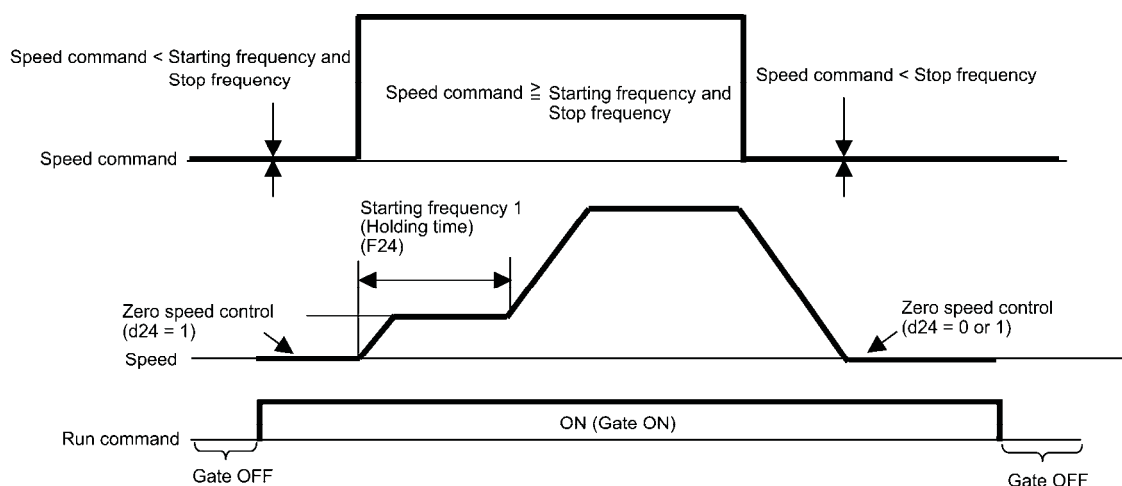 Speed command < Starting frequency and
Stop frequency
Speed command ≧ Starting frequency and
Stop frequency
Speed command < Stop frequency
Speed command
Starting frequency 1
(Holding time)
(F24)
Zero speed control
(d24 = 1)
Zero speed control
(d24 = 0 or 1)
Speed
ON (Gate ON)
Run command
Gate OFF
Gate OFF